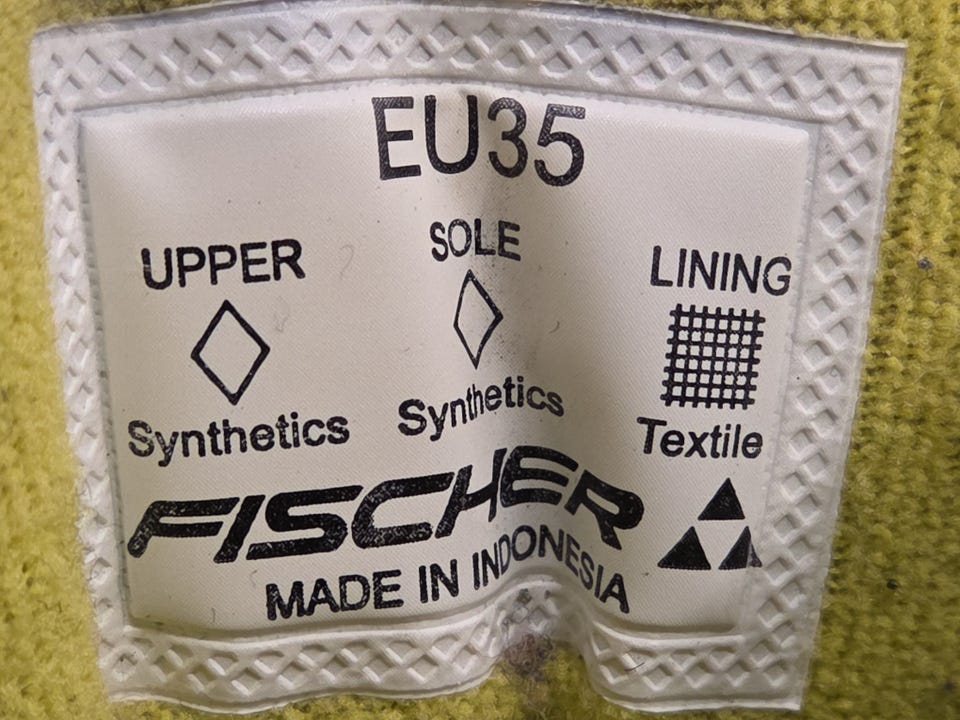 EU35
UPPER SOLE LINING
Synthetics Synthetics Textile
FISCHER
MADE IN INDONESIA